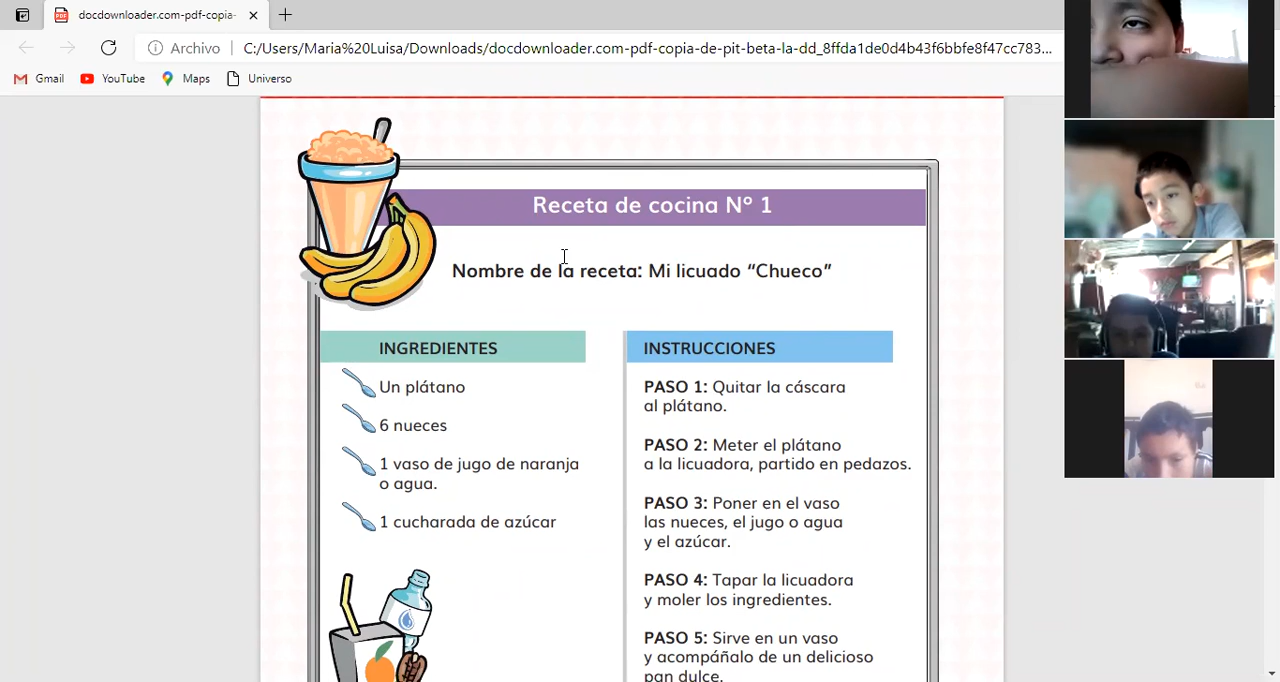 docdownloader.com-pdf-copia-
Archivo
C:/Users/Maria%20Luisa/Downloads/docdownloader.com-pdf-copia-de-pit-beta-la-dd_8ffda1de0d4b43f6bbfe8f47cc783...
Gmail YouTube Maps Universo
Receta de cocina Nº 1
Nombre de la receta: Mi licuado “Chueco”
INGREDIENTES
Un plátano
6 nueces
1 vaso de jugo de naranja
o agua.
1 cucharada de azúcar
INSTRUCCIONES
PASO 1: Quitar la cáscara
al plátano.
PASO 2: Meter el plátano
a la licuadora, partido en pedazos.
PASO 3: Poner en el vaso
las nueces, el jugo o agua
y el azúcar.
PASO 4: Tapar la licuadora
y moler los ingredientes.
PASO 5: Sirve en un vaso
y acompáñalo de un delicioso
pan dulce.